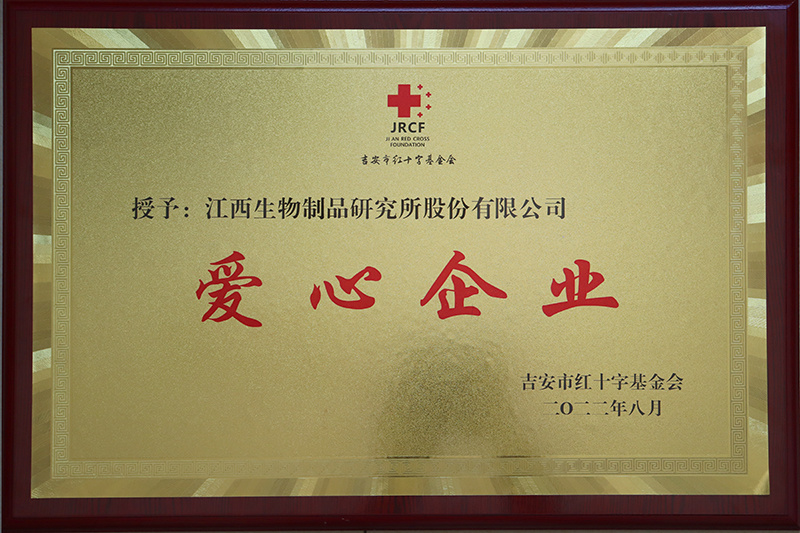 JRCF
JI AN RED CROSS
FOUNDATION
吉安市红十字基金会
授予：江西生物制品研究所股份有限公司
爱心企业
吉安市红十字基金会
二〇二二年八月